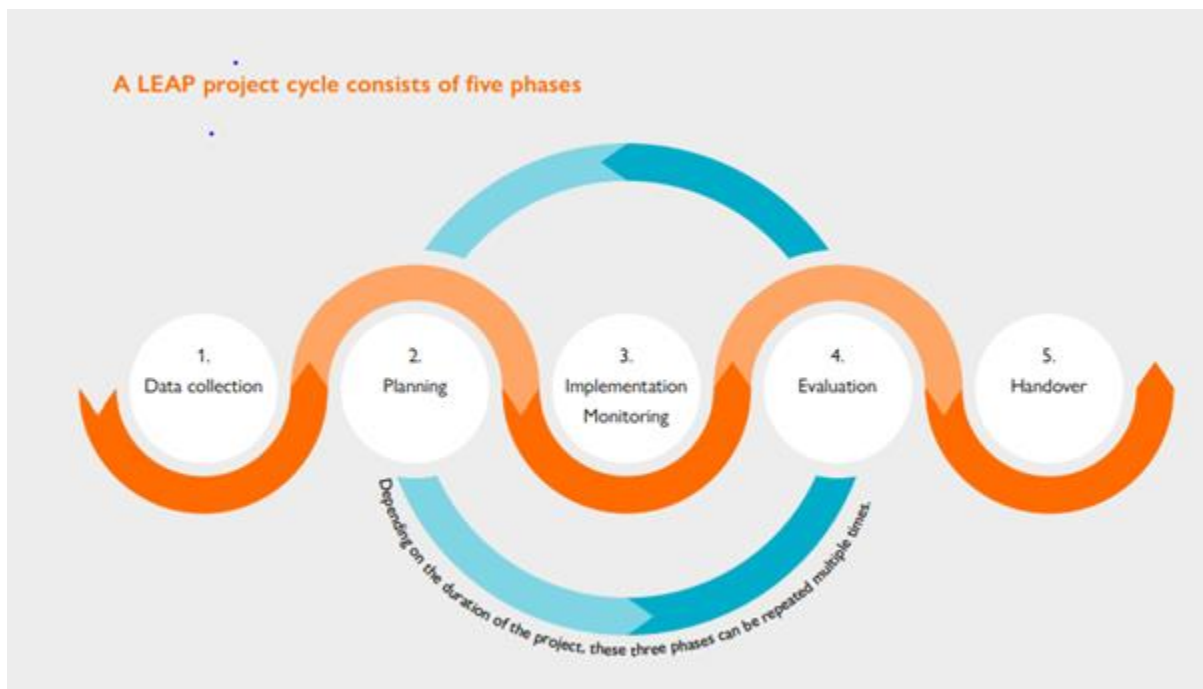 A LEAP project cycle consists of five phases
1.
Data collection
2.
Planning
3.
Implementation
Monitoring
4.
Evaluation
5.
Handover
Depending on the duration of the project, these three phases can be repeated multiple times.